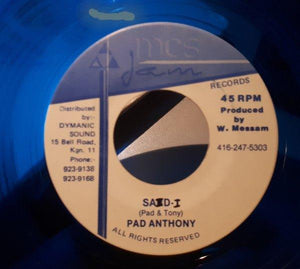 mcs
jam
RECORDS
Distributed
by:-
DYMANIC
SOUND
15 Bell Road,
Kgn. 11
Phone:-
923-9138
923-9168
45 RPM
Produced
by
W. Messam
416-247-5303
(Pad & Tony)
PAD ANTHONY
ALL RIGHTS RESERVED